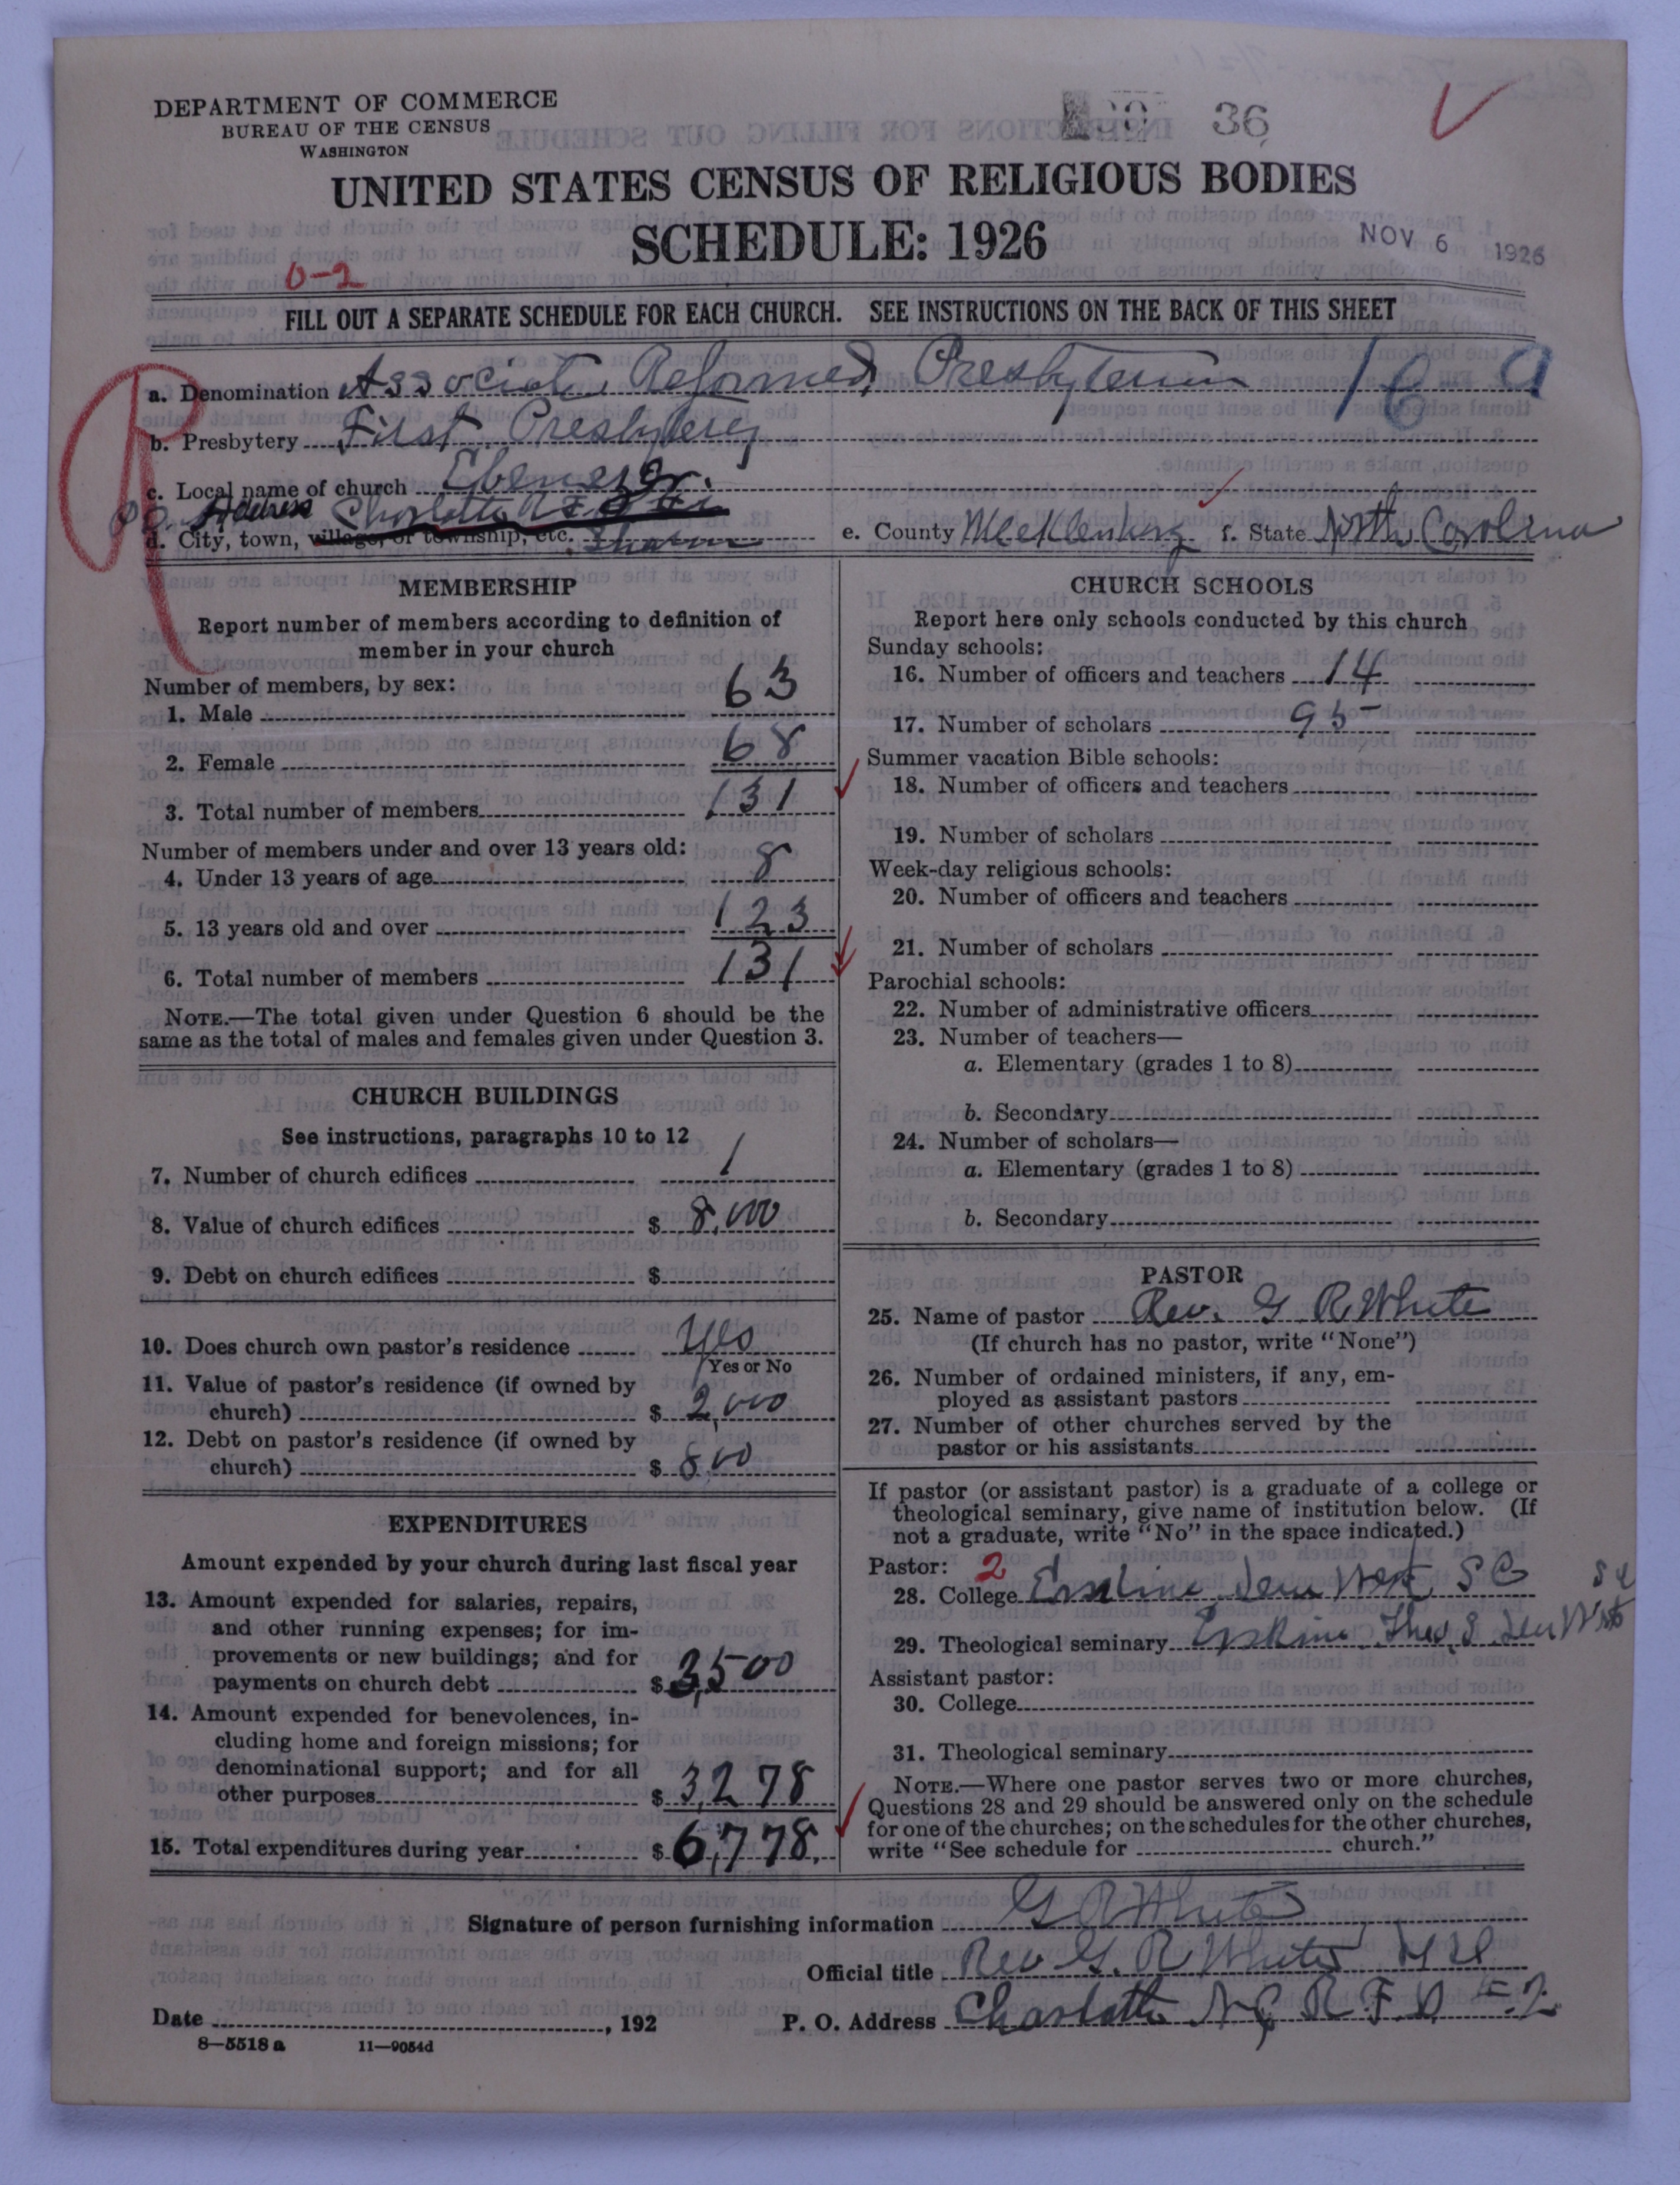 DEPARTMENT OF COMMERCE
BUREAU OF THE CENSUS
WASHINGTON
36
UNITED STATES CENSUS OF RELIGIOUS BODIES
SCHEDULE: 1926
NOV 6 1926
0-2
FILL OUT A SEPARATE SCHEDULE FOR EACH CHURCH. SEE INSTRUCTIONS ON THE BACK OF THIS SHEET
a. Denomination Associate Reformed Presbyterian 16 a
b. Presbytery First Presbytery
c. Local name of church Ebenezer
P.O. Address Charlotte
d. City, town, village, or township, etc. Sharon e. County Mecklenburg f. State North Carolina
MEMBERSHIP
Report number of members according to definition of
member in your church
Number of members, by sex:
1. Male 63
2. Female 68
3. Total number of members 131
Number of members under and over 13 years old:
4. Under 13 years of age 8
5. 13 years old and over 123
6. Total number of members 131
NOTE.—The total given under Question 6 should be the
same as the total of males and females given under Question 3.
CHURCH BUILDINGS
See instructions, paragraphs 10 to 12
7. Number of church edifices 1
8. Value of church edifices $ 8,000
9. Debt on church edifices $
10. Does church own pastor's residence Yes
Yes or No
11. Value of pastor's residence (if owned by
church) $ 2,000
12. Debt on pastor's residence (if owned by
church) $ 800
EXPENDITURES
Amount expended by your church during last fiscal year
13. Amount expended for salaries, repairs,
and other running expenses; for im-
provements or new buildings; and for
payments on church debt $ 3,500
14. Amount expended for benevolences, in-
cluding home and foreign missions; for
denominational support; and for all
other purposes $ 3,278
15. Total expenditures during year $ 6,778
CHURCH SCHOOLS
Report here only schools conducted by this church
Sunday schools:
16. Number of officers and teachers 14
17. Number of scholars 95
Summer vacation Bible schools:
18. Number of officers and teachers
19. Number of scholars
Week-day religious schools:
20. Number of officers and teachers
21. Number of scholars
Parochial schools:
22. Number of administrative officers
23. Number of teachers—
a. Elementary (grades 1 to 8)
b. Secondary
24. Number of scholars—
a. Elementary (grades 1 to 8)
b. Secondary
PASTOR
25. Name of pastor Rev. G R White
(If church has no pastor, write "None")
26. Number of ordained ministers, if any, em-
ployed as assistant pastors
27. Number of other churches served by the
pastor or his assistants
If pastor (or assistant pastor) is a graduate of a college or
theological seminary, give name of institution below. (If
not a graduate, write "No" in the space indicated.)
Pastor: 2
28. College Erskine Due West S C
29. Theological seminary Erskine Theo. S Due West S C
Assistant pastor:
30. College
31. Theological seminary
NOTE.—Where one pastor serves two or more churches,
Questions 28 and 29 should be answered only on the schedule
for one of the churches; on the schedules for the other churches,
write "See schedule for church."
Signature of person furnishing information G R White
Official title Rev G. R White
Date , 192 P. O. Address Charlotte N C R. F. D #2
8—5518 a 11—9054d